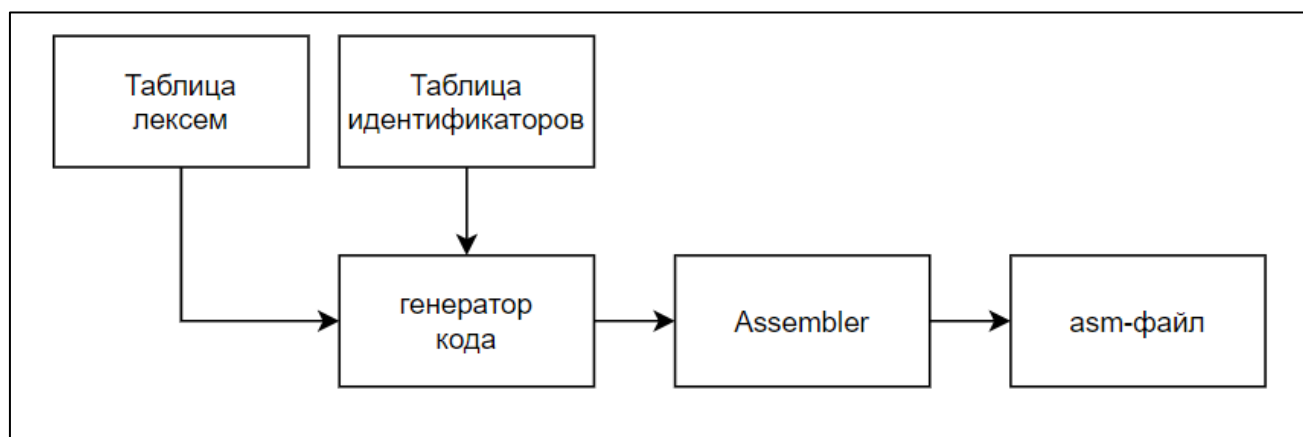 Таблица
лексем
Таблица
идентификаторов
генератор
кода
Assembler
asm-файл